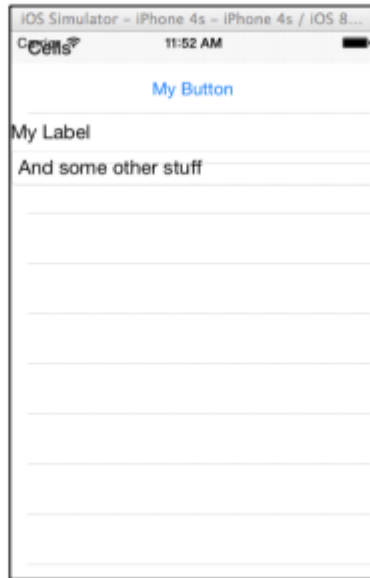 iOS Simulator - iPhone 4s - iPhone 4s / iOS 8...
Cells 11:52 AM
My Button
My Label
And some other stuff